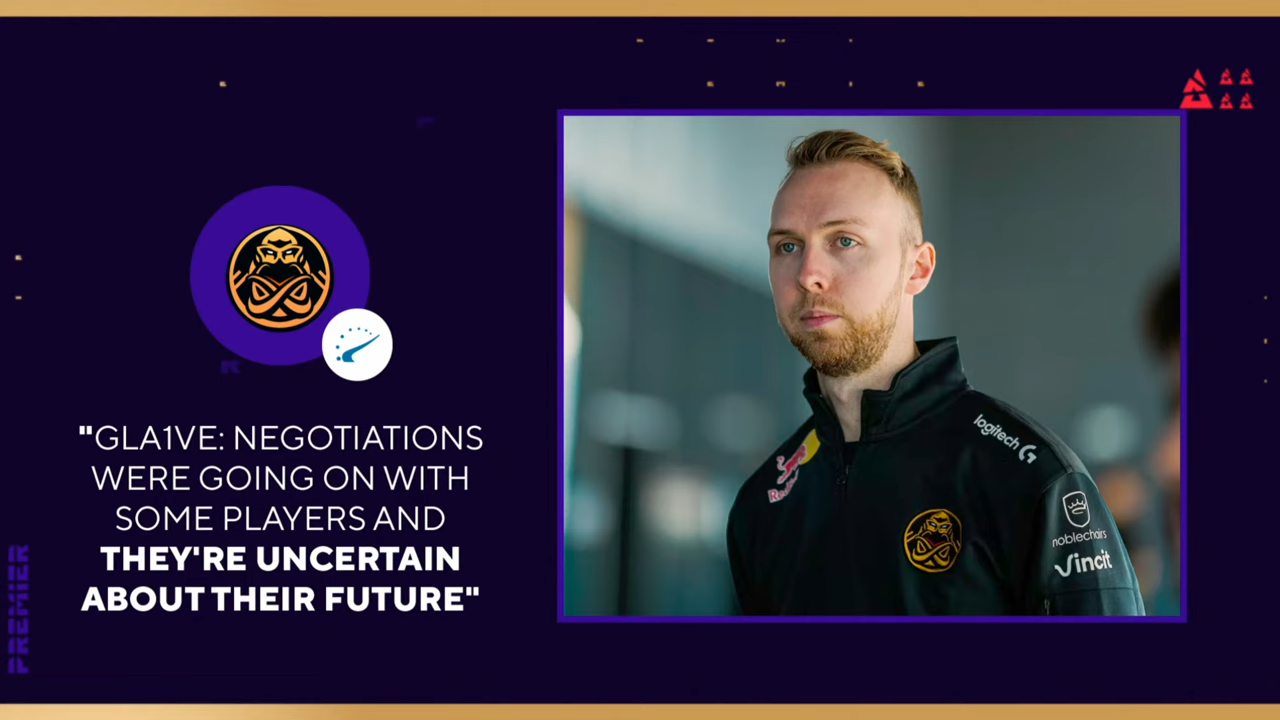 "GLA1VE: NEGOTIATIONS
WERE GOING ON WITH
SOME PLAYERS AND
THEY'RE UNCERTAIN
ABOUT THEIR FUTURE"
logitech G
noblechairs
Vincit
PREMIER